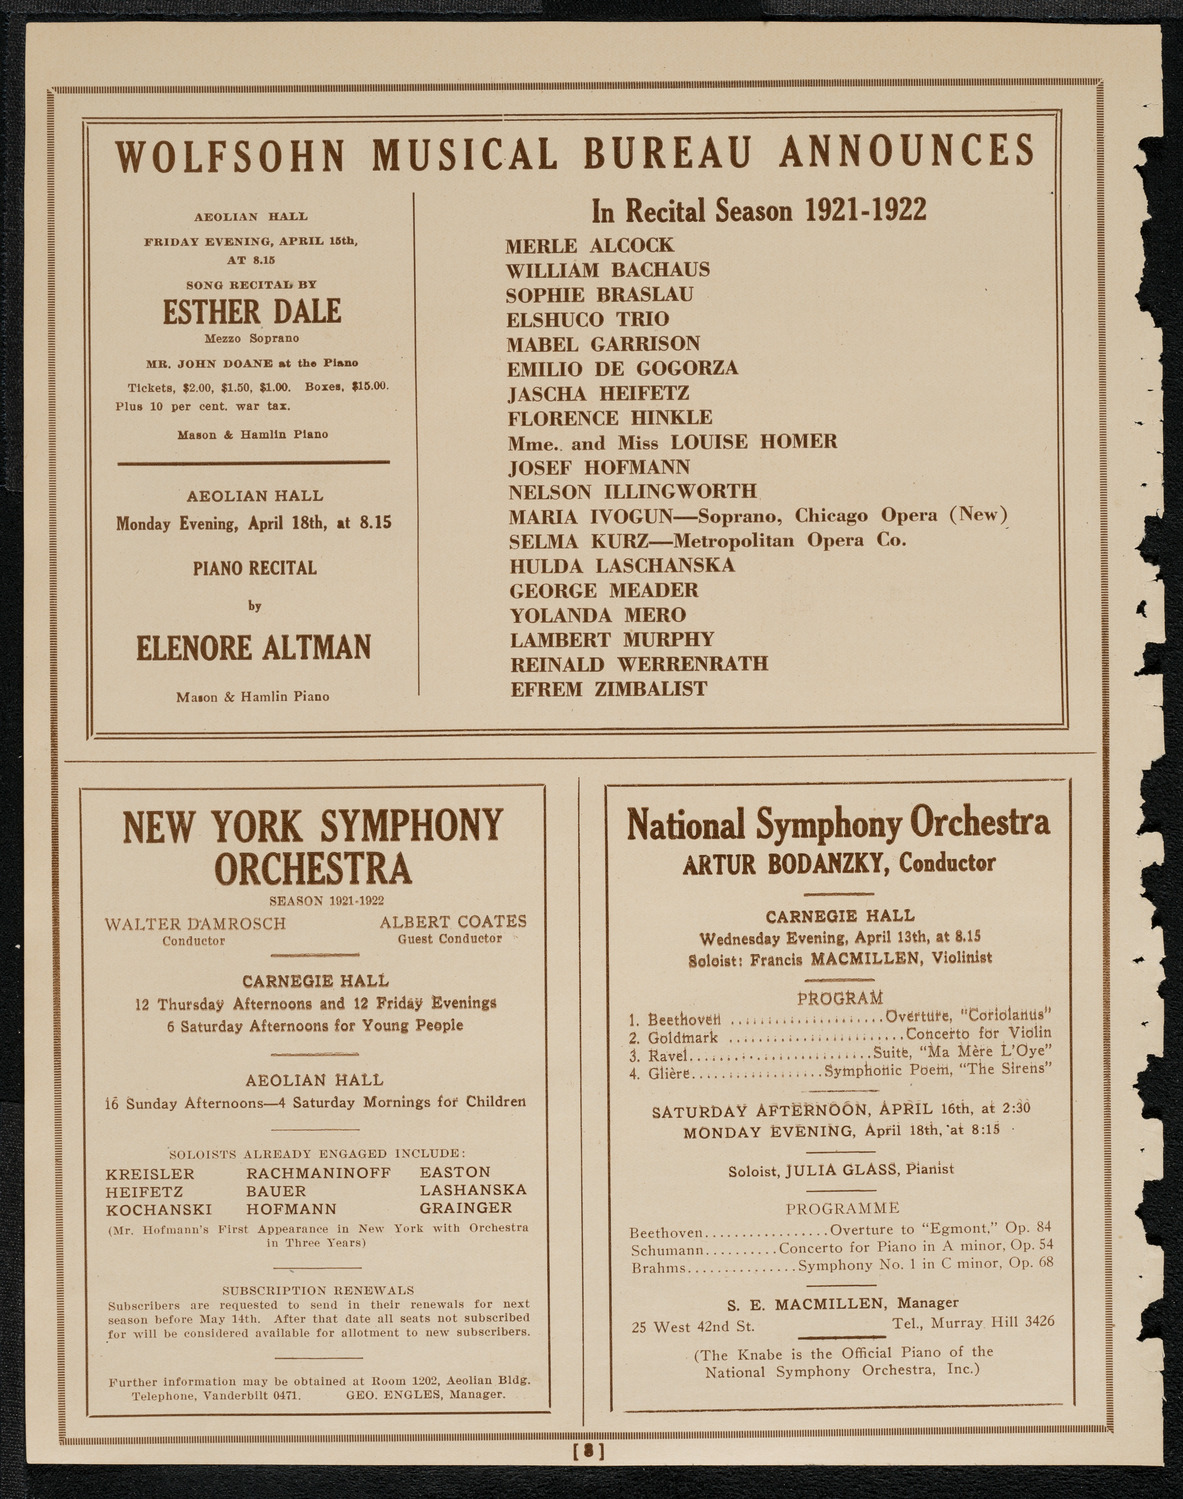 WOLFSOHN MUSICAL BUREAU ANNOUNCES
AEOLIAN HALL
FRIDAY EVENING, APRIL 15th,
AT 8.15
SONG RECITAL BY
ESTHER DALE
Mezzo Soprano
MR. JOHN DOANE at the Piano
Tickets, $2.00, $1.50, $1.00. Boxes, $15.00.
Plus 10 per cent. war tax.
Mason & Hamlin Piano
AEOLIAN HALL
Monday Evening, April 18th, at 8.15
PIANO RECITAL
by
ELENORE ALTMAN
Mason & Hamlin Piano
In Recital Season 1921-1922
MERLE ALCOCK
WILLIAM BACHAUS
SOPHIE BRASLAU
ELSHUCO TRIO
MABEL GARRISON
EMILIO DE GOGORZA
JASCHA HEIFETZ
FLORENCE HINKLE
Mme. and Miss LOUISE HOMER
JOSEF HOFMANN
NELSON ILLINGWORTH
MARIA IVOGUN—Soprano, Chicago Opera (New)
SELMA KURZ—Metropolitan Opera Co.
HULDA LASCHANSKA
GEORGE MEADER
YOLANDA MERO
LAMBERT MURPHY
REINALD WERRENRATH
EFREM ZIMBALIST
NEW YORK SYMPHONY
ORCHESTRA
SEASON 1921-1922
WALTER DAMROSCH ALBERT COATES
Conductor Guest Conductor
CARNEGIE HALL
12 Thursday Afternoons and 12 Friday Evenings
6 Saturday Afternoons for Young People
AEOLIAN HALL
16 Sunday Afternoons—4 Saturday Mornings for Children
SOLOISTS ALREADY ENGAGED INCLUDE:
KREISLER RACHMANINOFF EASTON
HEIFETZ BAUER LASHANSKA
KOCHANSKI HOFMANN GRAINGER
(Mr. Hofmann's First Appearance in New York with Orchestra
in Three Years)
SUBSCRIPTION RENEWALS
Subscribers are requested to send in their renewals for next
season before May 14th. After that date all seats not subscribed
for will be considered available for allotment to new subscribers.
Further information may be obtained at Room 1202, Aeolian Bldg.
Telephone, Vanderbilt 0471. GEO. ENGLES, Manager.
National Symphony Orchestra
ARTUR BODANZKY, Conductor
CARNEGIE HALL
Wednesday Evening, April 13th, at 8.15
Soloist: Francis MACMILLEN, Violinist
PROGRAM
1. Beethoven ......................Overture, "Coriolanus"
2. Goldmark .........................Concerto for Violin
3. Ravel..........................Suite, "Ma Mère L'Oye"
4. Glière...................Symphonic Poem, "The Sirens"
SATURDAY AFTERNOON, APRIL 16th, at 2:30
MONDAY EVENING, April 18th, at 8:15
Soloist, JULIA GLASS, Pianist
PROGRAMME
Beethoven.................Overture to "Egmont," Op. 84
Schumann..........Concerto for Piano in A minor, Op. 54
Brahms...............Symphony No. 1 in C minor, Op. 68
S. E. MACMILLEN, Manager
25 West 42nd St. Tel., Murray Hill 3426
(The Knabe is the Official Piano of the
National Symphony Orchestra, Inc.)
[ 8 ]